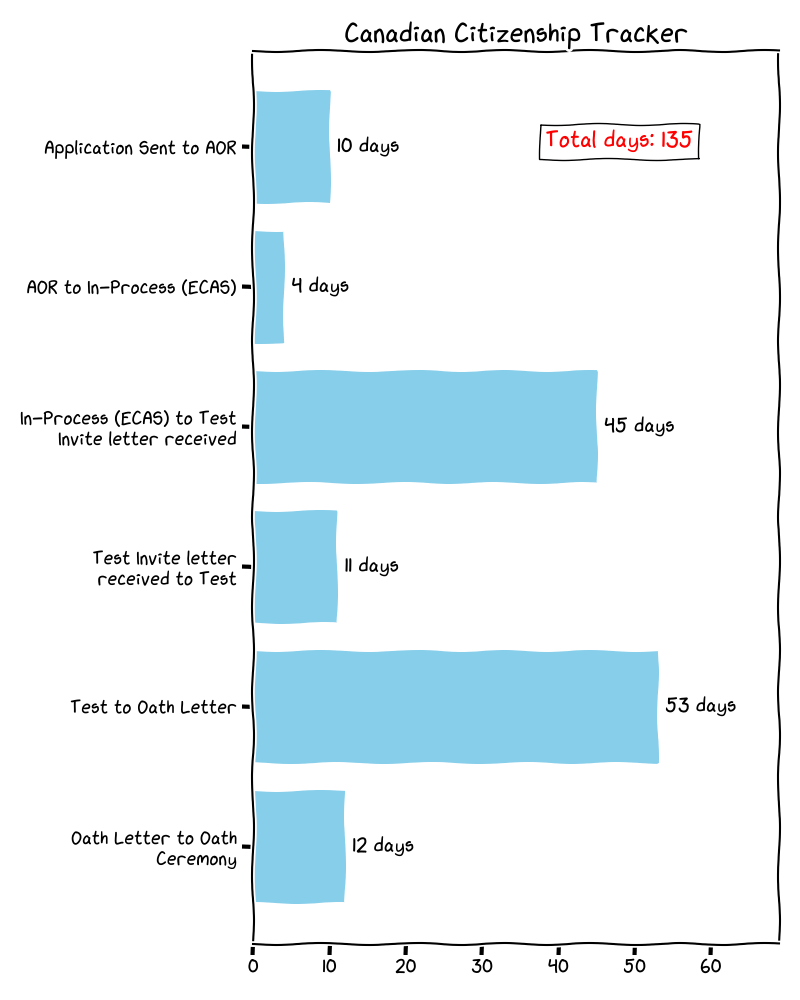 Canadian Citizenship Tracker
Application Sent to AOR
10 days
Total days: 135
AOR to In-Process (ECAS)
4 days
In-Process (ECAS) to Test
Invite letter received
45 days
Test Invite letter
received to Test
11 days
Test to Oath Letter
53 days
Oath Letter to Oath
Ceremony
12 days
0 10 20 30 40 50 60